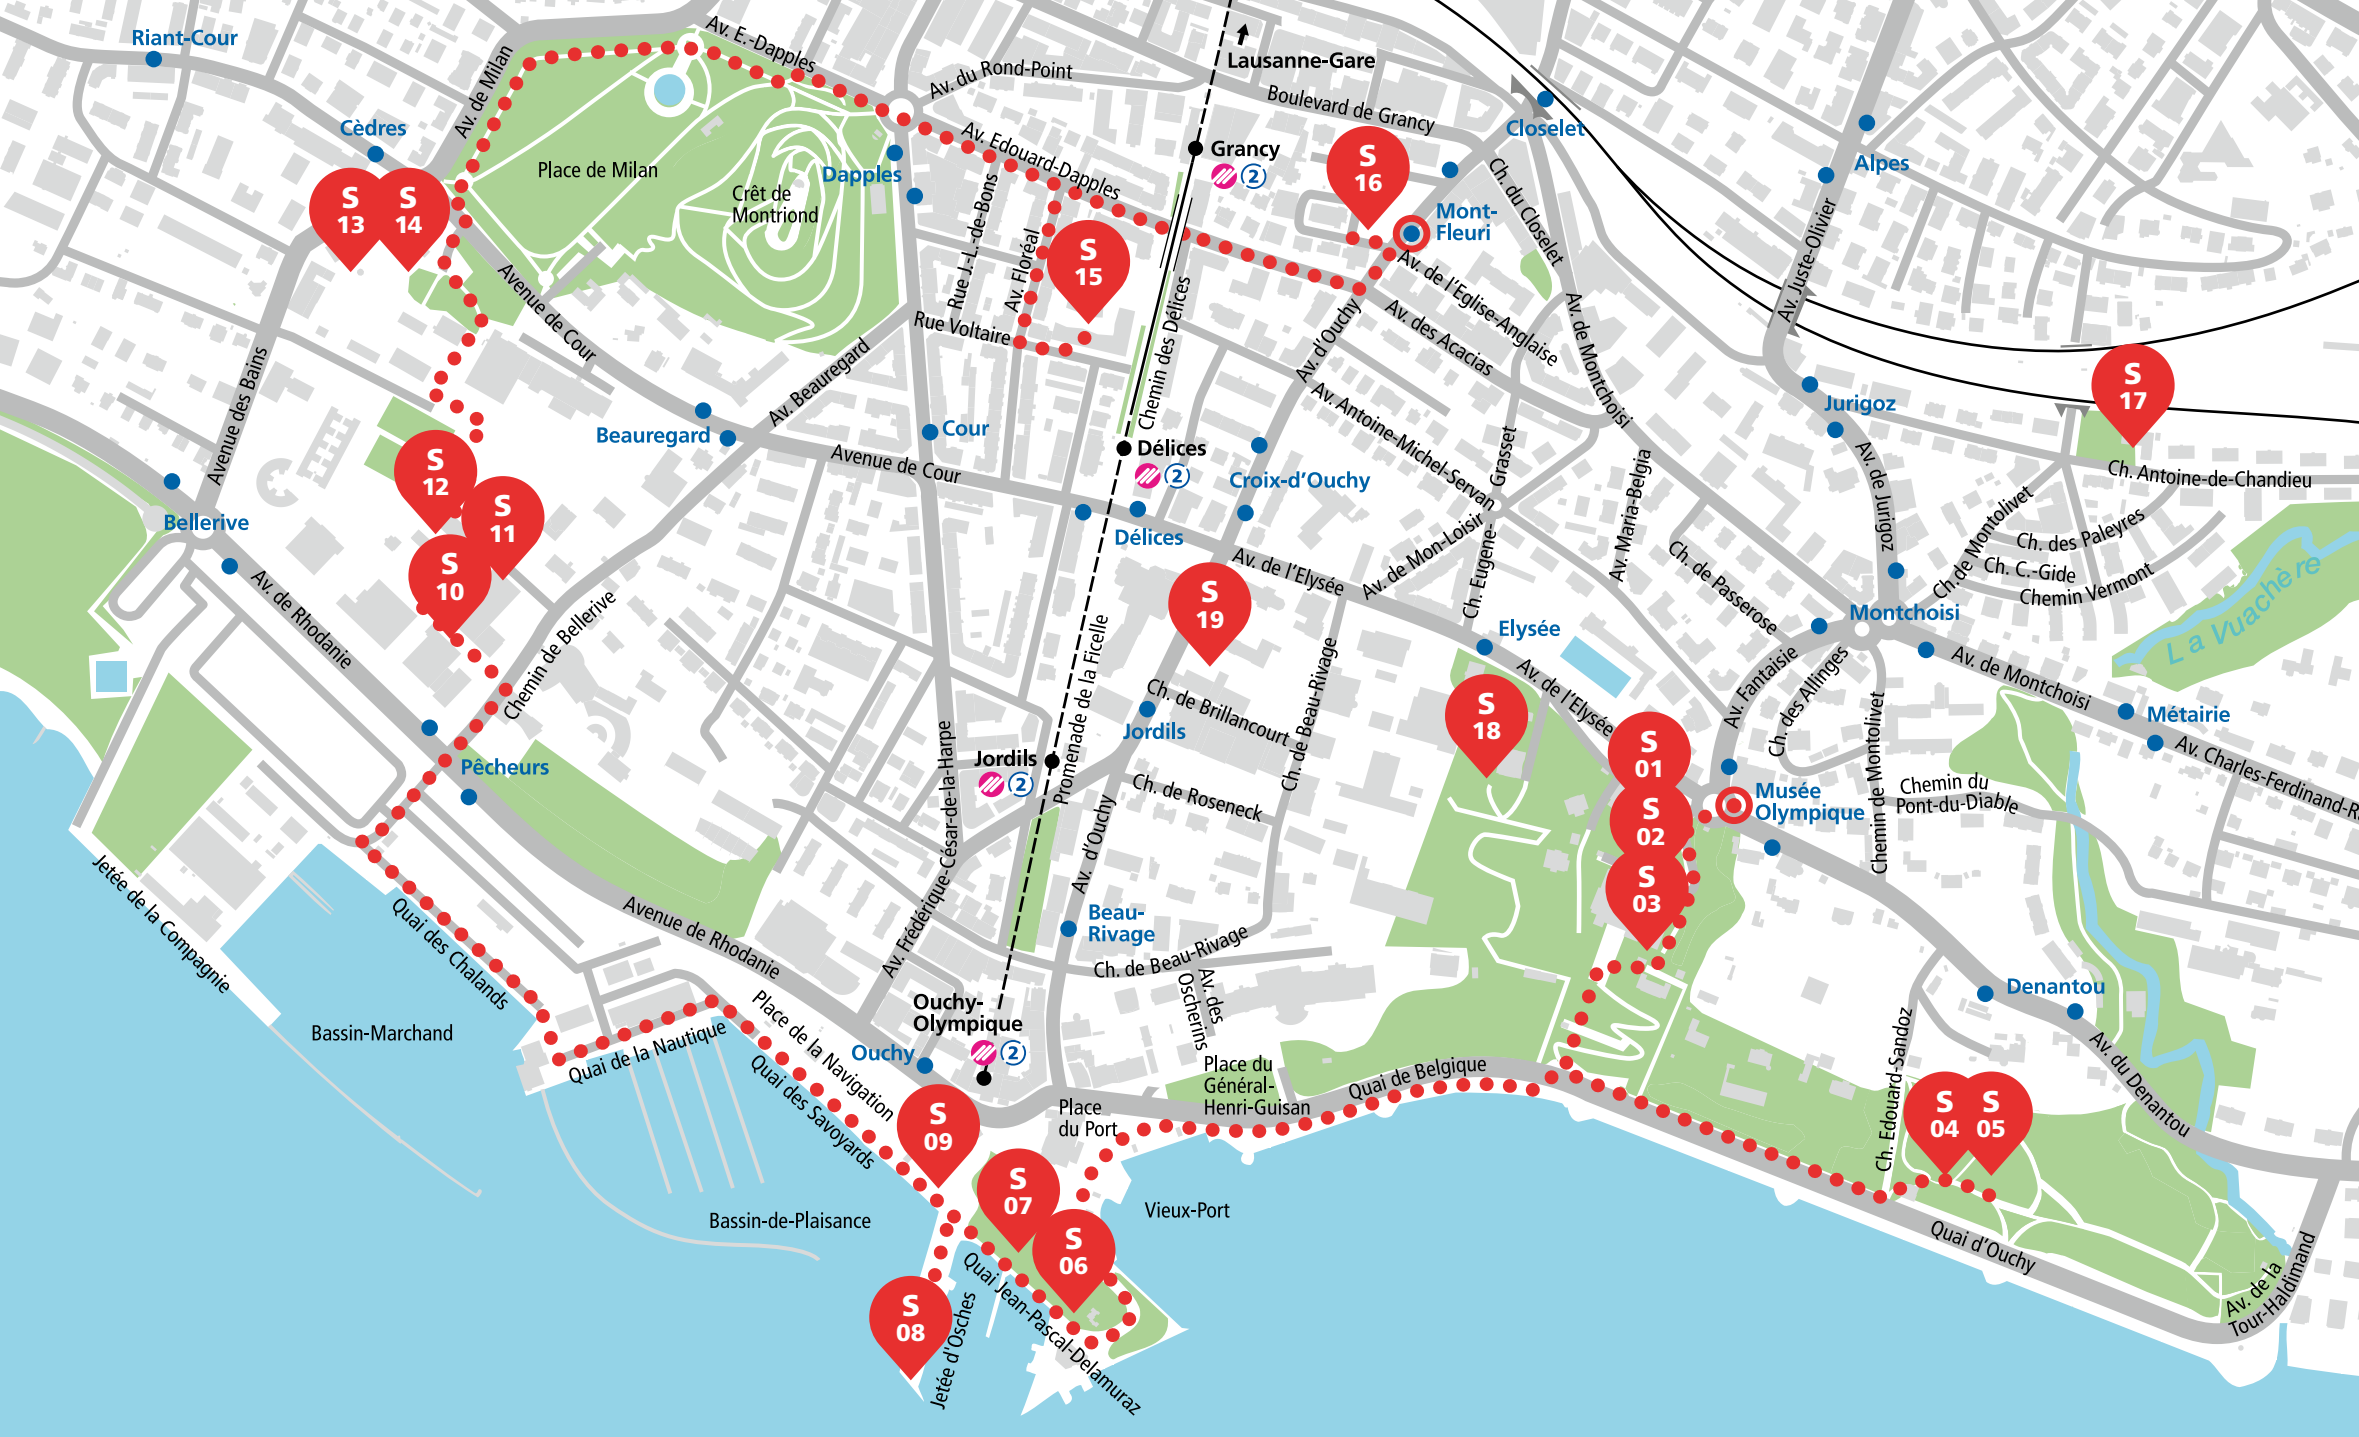 Riant-Cour
Av. de Milan
Av. E.-Dapples
Av. du Rond-Point
Lausanne-Gare
Boulevard de Grancy
Closelet
Alpes
Cèdres
Place de Milan
Crêt de
Montriond
Dapples
Av. Edouard-Dapples
Grancy
2
S
16
Mont-
Fleuri
Ch. du Closelet
Av. Juste-Olivier
S
13
S
14
Avenue de Cour
Rue J.-L.-de-Bons
Av. Floréal
S
15
Rue Voltaire
Chemin des Délices
Av. d'Ouchy
Av. de l'Eglise-Anglaise
Av. des Acacias
Av. de Montchoisi
Avenue des Bains
Av. Beauregard
Beauregard
Cour
Avenue de Cour
Délices
2
Délices
Croix-d'Ouchy
Av. Antoine-Michel-Servan
Ch. Eugène-Grasset
Av. Maria-Belgia
Jurigoz
Av. de Jurigoz
S
17
Ch. Antoine-de-Chandieu
Ch. de Montolivet
Ch. des Paleyres
Ch. C.-Gide
Chemin Vermont
La Vuachère
Bellerive
Av. de Rhodanie
S
12
S
11
S
10
Chemin de Bellerive
Av. de l'Elysée
Av. de Mon-Loisir
Ch. de Passerose
Montchoisi
S
19
Elysée
Av. de l'Elysée
Av. Fantaisie
Ch. des Allinges
Chemin de Montolivet
Av. de Montchoisi
Métairie
Av. Charles-Ferdinand-R
Pêcheurs
Promenade de la Ficelle
Ch. de Brillancourt
Jordils
Ch. de Beau-Rivage
Jordils
2
Ch. de Roseneck
S
18
S
01
S
02
S
03
Musée
Olympique
Chemin du
Pont-du-Diable
Jetée de la Compagnie
Quai des Chalands
Avenue de Rhodanie
Av. Frédérique-César-de-la-Harpe
Av. d'Ouchy
Beau-
Rivage
Ch. de Beau-Rivage
Av. des
Oscherins
Denantou
Av. du Denantou
Ch. Edouard-Sandoz
Bassin-Marchand
Quai de la Nautique
Place de la Navigation
Quai des Savoyards
Ouchy-
Olympique
2
Ouchy
Place du
Général-
Henri-Guisan
Quai de Belgique
Place
du Port
S
09
S
07
S
06
S
08
S
04
S
05
Bassin-de-Plaisance
Vieux-Port
Quai Jean-Pascal-Delamuraz
Jetée d'Osches
Quai d'Ouchy
Av. de la
Tour-Haldimand